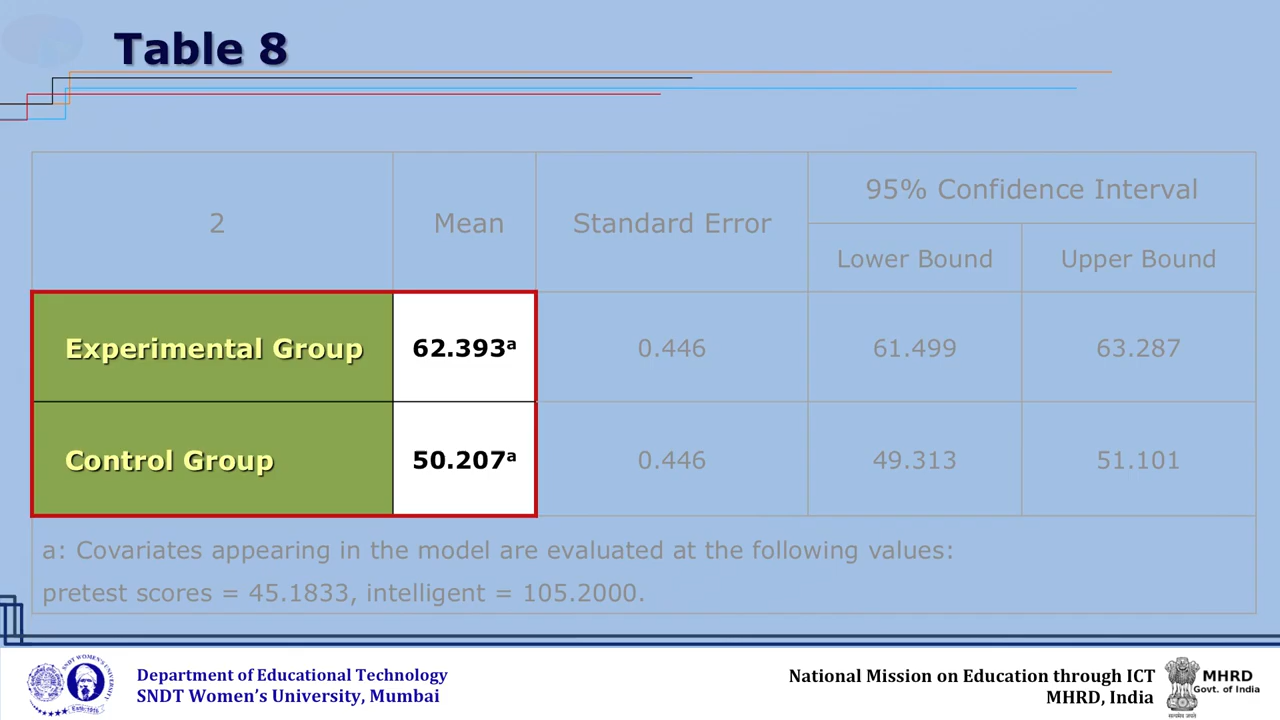 Table 8
2 Mean Standard Error 95% Confidence Interval
Lower Bound Upper Bound
Experimental Group 62.393ᵃ 0.446 61.499 63.287
Control Group 50.207ᵃ 0.446 49.313 51.101
a: Covariates appearing in the model are evaluated at the following values:
pretest scores = 45.1833, intelligent = 105.2000.
Department of Educational Technology
SNDT Women's University, Mumbai
National Mission on Education through ICT
MHRD, India
MHRD
Govt. of India